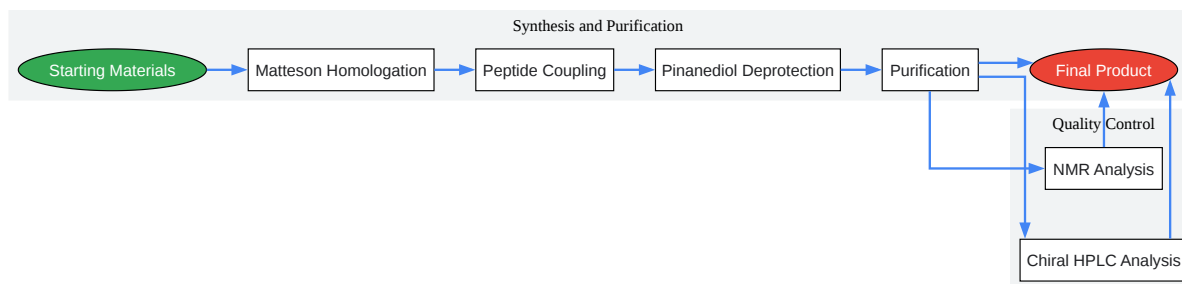 Synthesis and Purification
Starting Materials
Matteson Homologation
Peptide Coupling
Pinanediol Deprotection
Purification
Final Product
Quality Control
NMR Analysis
Chiral HPLC Analysis